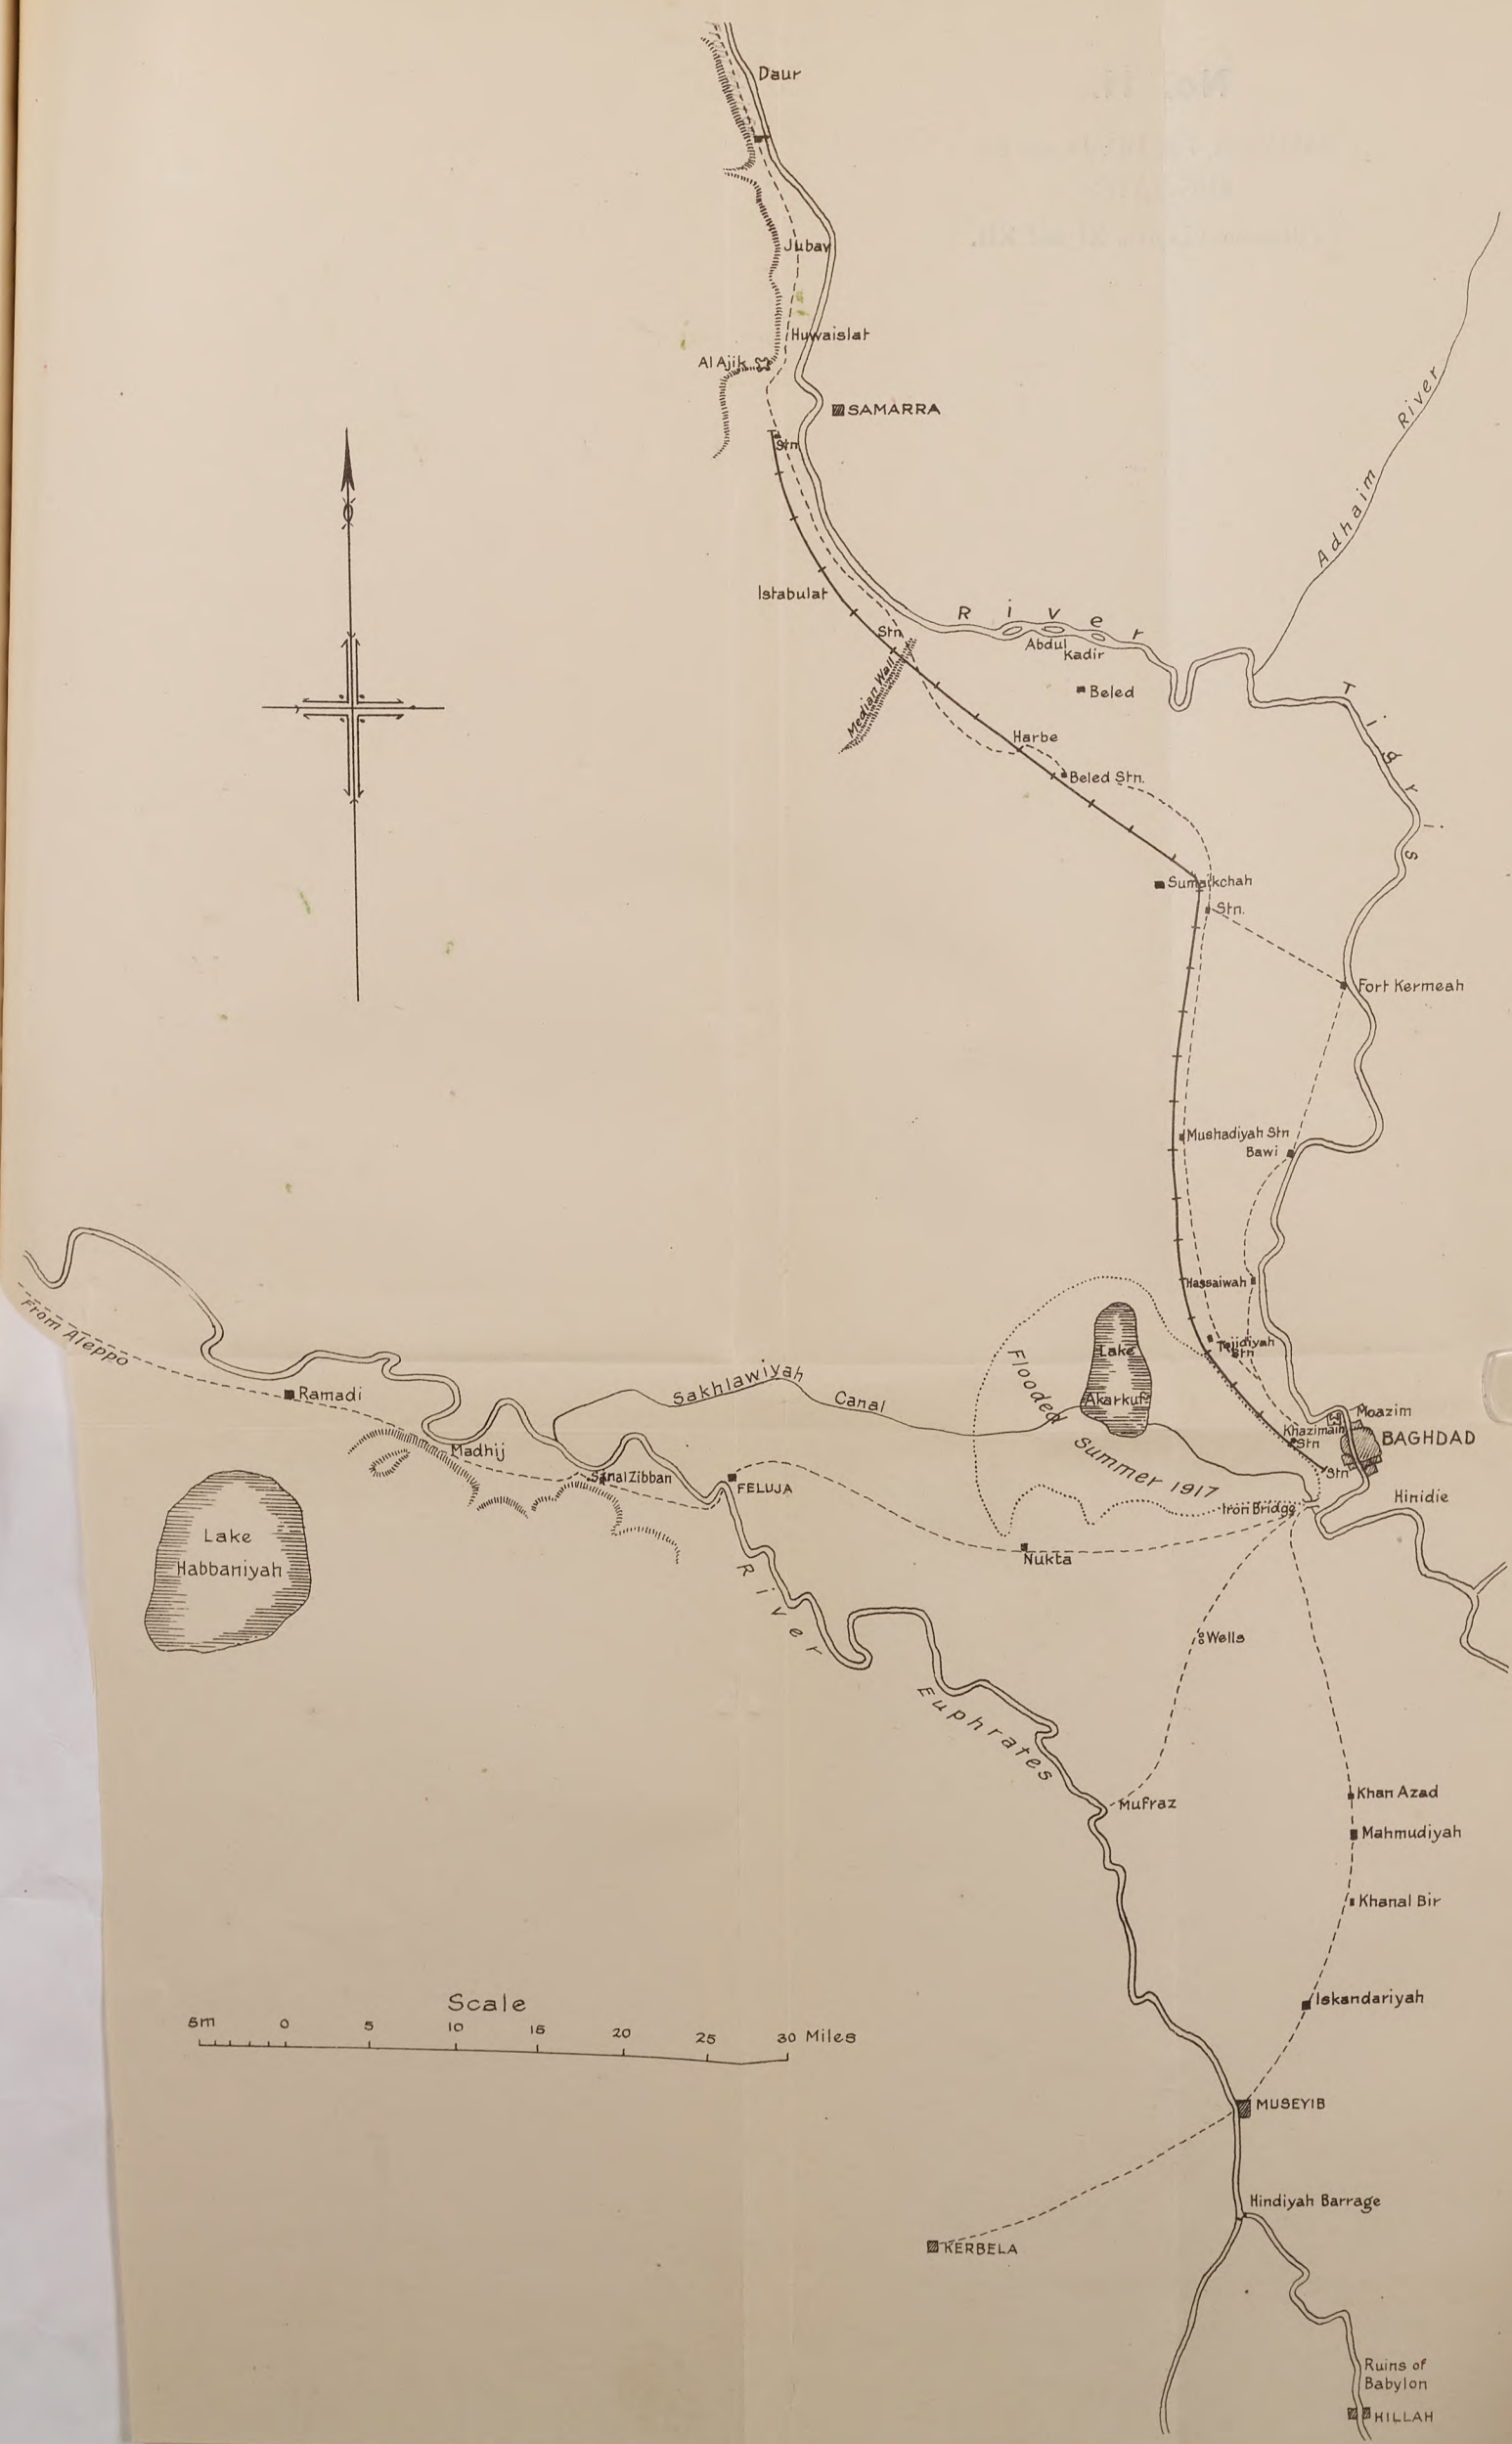 Daur
Jubay
Huwaislat
Al Ajik
SAMARRA
Stn
Adhaim River
Istabulat
River
Abdul
Kadir
Stn
Median Wall
Beled
Tigris
Harbe
Beled Stn.
Sumaikchah
Stn.
Fort Kermeah
Mushadiyah Stn
Bawi
Hassaiwah
From Aleppo
Tejidiyah
Stn
Lake
Akarkuf
Flooded
Summer 1917
Ramadi
Sakhlawiyah
Canal
Moazim
Khazimain
Stn
BAGHDAD
Madhij
Sanal Zibban
FELUJA
Stn
Hinidie
Iron Bridge
Lake
Habbaniyah
Nukta
River
Wells
Euphrates
Mufraz
Khan Azad
Mahmudiyah
Khanal Bir
Iskandariyah
Scale
5m 0 5 10 15 20 25 30 Miles
MUSEYIB
Hindiyah Barrage
KERBELA
Ruins of
Babylon
HILLAH